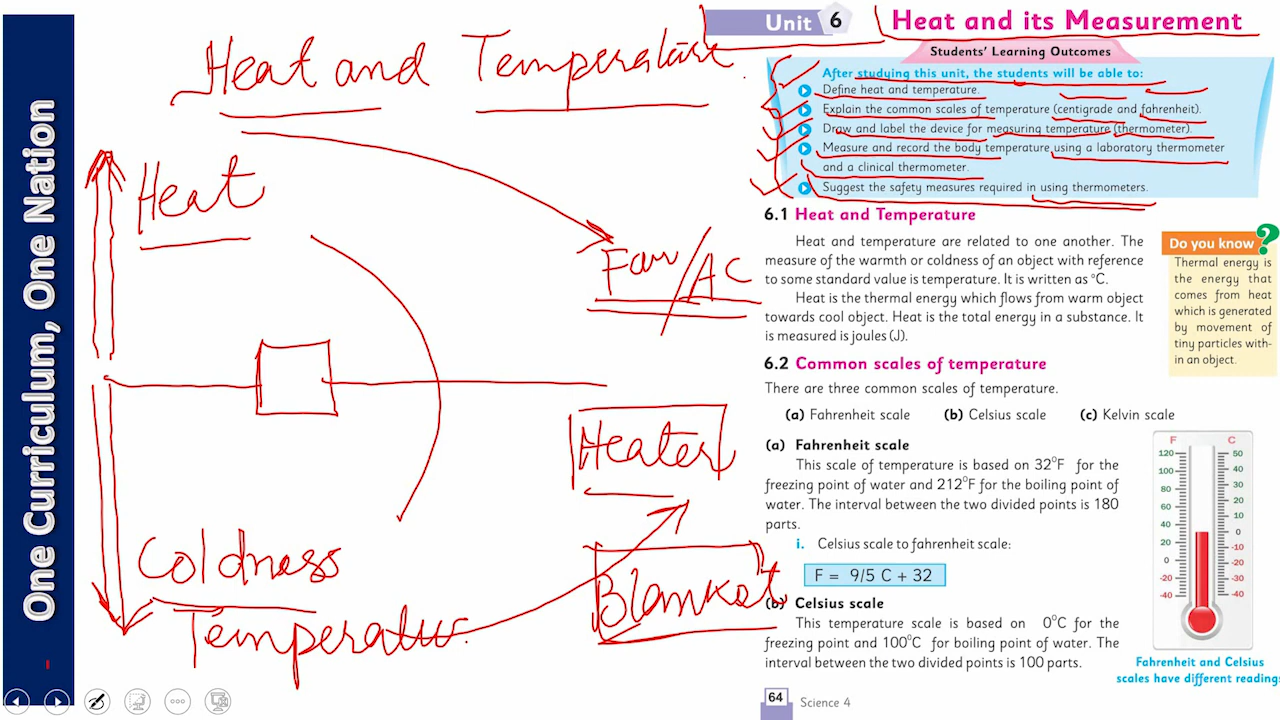 One Curriculum, One Nation
Heat and Temperature
Heat
Fan/AC
Heater
Coldness
Temperatur
Blanket
Unit 6
Heat and its Measurement
Students' Learning Outcomes
After studying this unit, the students will be able to:
Define heat and temperature.
Explain the common scales of temperature (centigrade and fahrenheit).
Draw and label the device for measuring temperature (thermometer).
Measure and record the body temperature using a laboratory thermometer
and a clinical thermometer.
Suggest the safety measures required in using thermometers.
6.1 Heat and Temperature
Heat and temperature are related to one another. The
measure of the warmth or coldness of an object with reference
to some standard value is temperature. It is written as °C.
Heat is the thermal energy which flows from warm object
towards cool object. Heat is the total energy in a substance. It
is measured is joules (J).
Do you know ?
Thermal energy is
the energy that
comes from heat
which is generated
by movement of
tiny particles with-
in an object.
6.2 Common scales of temperature
There are three common scales of temperature.
(a) Fahrenheit scale (b) Celsius scale (c) Kelvin scale
(a) Fahrenheit scale
This scale of temperature is based on 32°F for the
freezing point of water and 212°F for the boiling point of
water. The interval between the two divided points is 180
parts.
i. Celsius scale to fahrenheit scale:
F = 9/5 C + 32
(b) Celsius scale
This temperature scale is based on 0°C for the
freezing point and 100°C for boiling point of water. The
interval between the two divided points is 100 parts.
F C
120 50
100 40
80 30
60 20
40 10
20 0
0 -10
-20 -30
-40 -40
Fahrenheit and Celsius
scales have different reading
64 Science 4